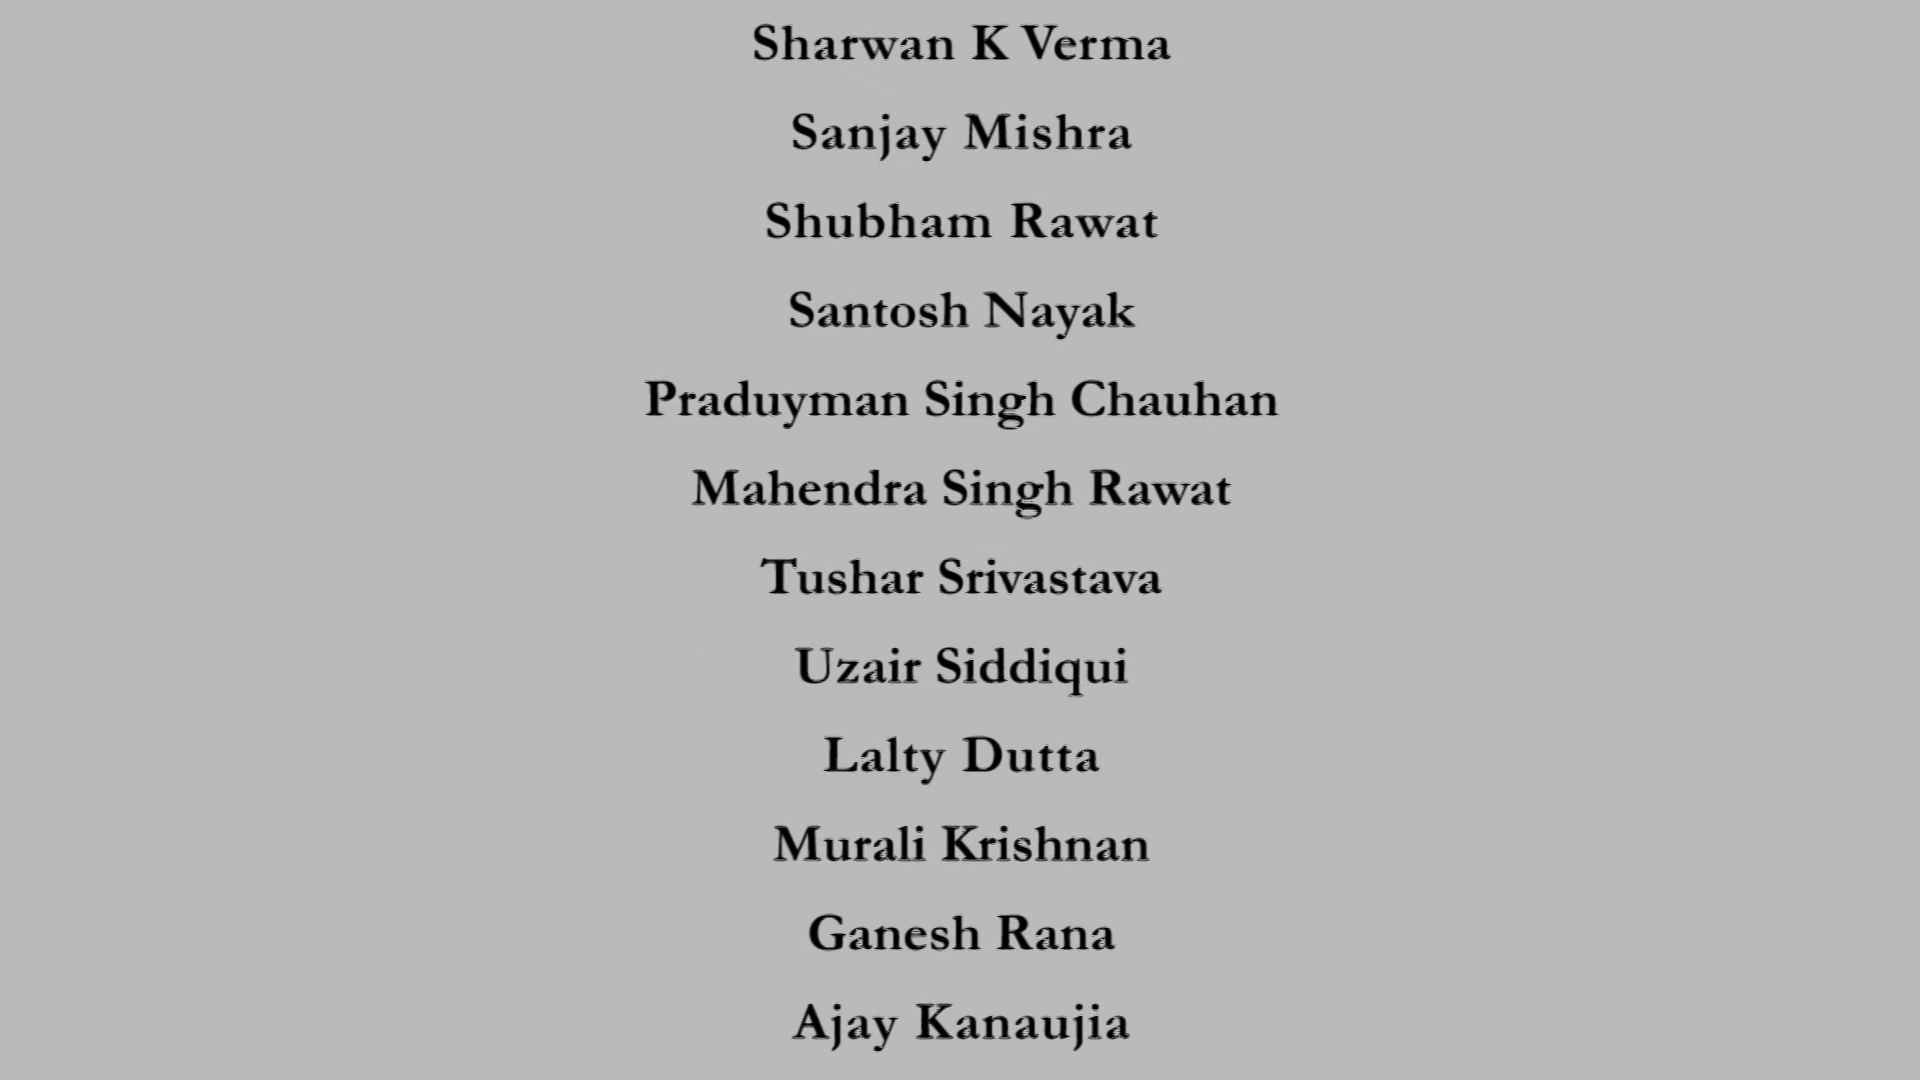 Sharwan K Verma
Sanjay Mishra
Shubham Rawat
Santosh Nayak
Praduyman Singh Chauhan
Mahendra Singh Rawat
Tushar Srivastava
Uzair Siddiqui
Lalty Dutta
Murali Krishnan
Ganesh Rana
Ajay Kanaujia